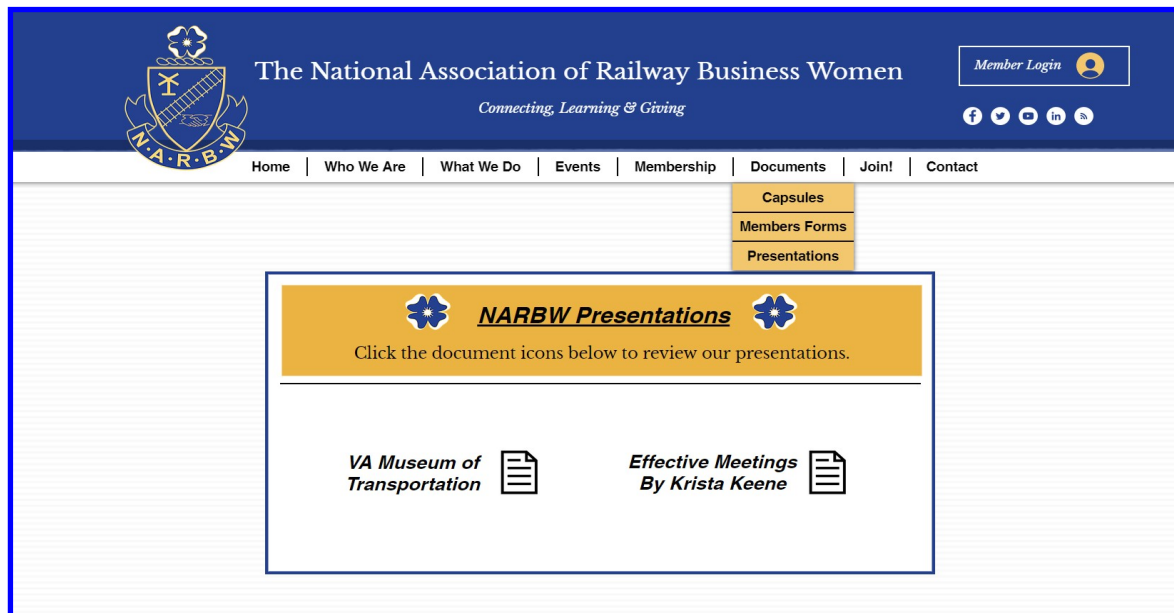 The National Association of Railway Business Women
Connecting, Learning & Giving
Member Login
N.A.R.B.W
Home
Who We Are
What We Do
Events
Membership
Documents
Join!
Contact
Capsules
Members Forms
Presentations
NARBW Presentations
Click the document icons below to review our presentations.
VA Museum of
Transportation
Effective Meetings
By Krista Keene